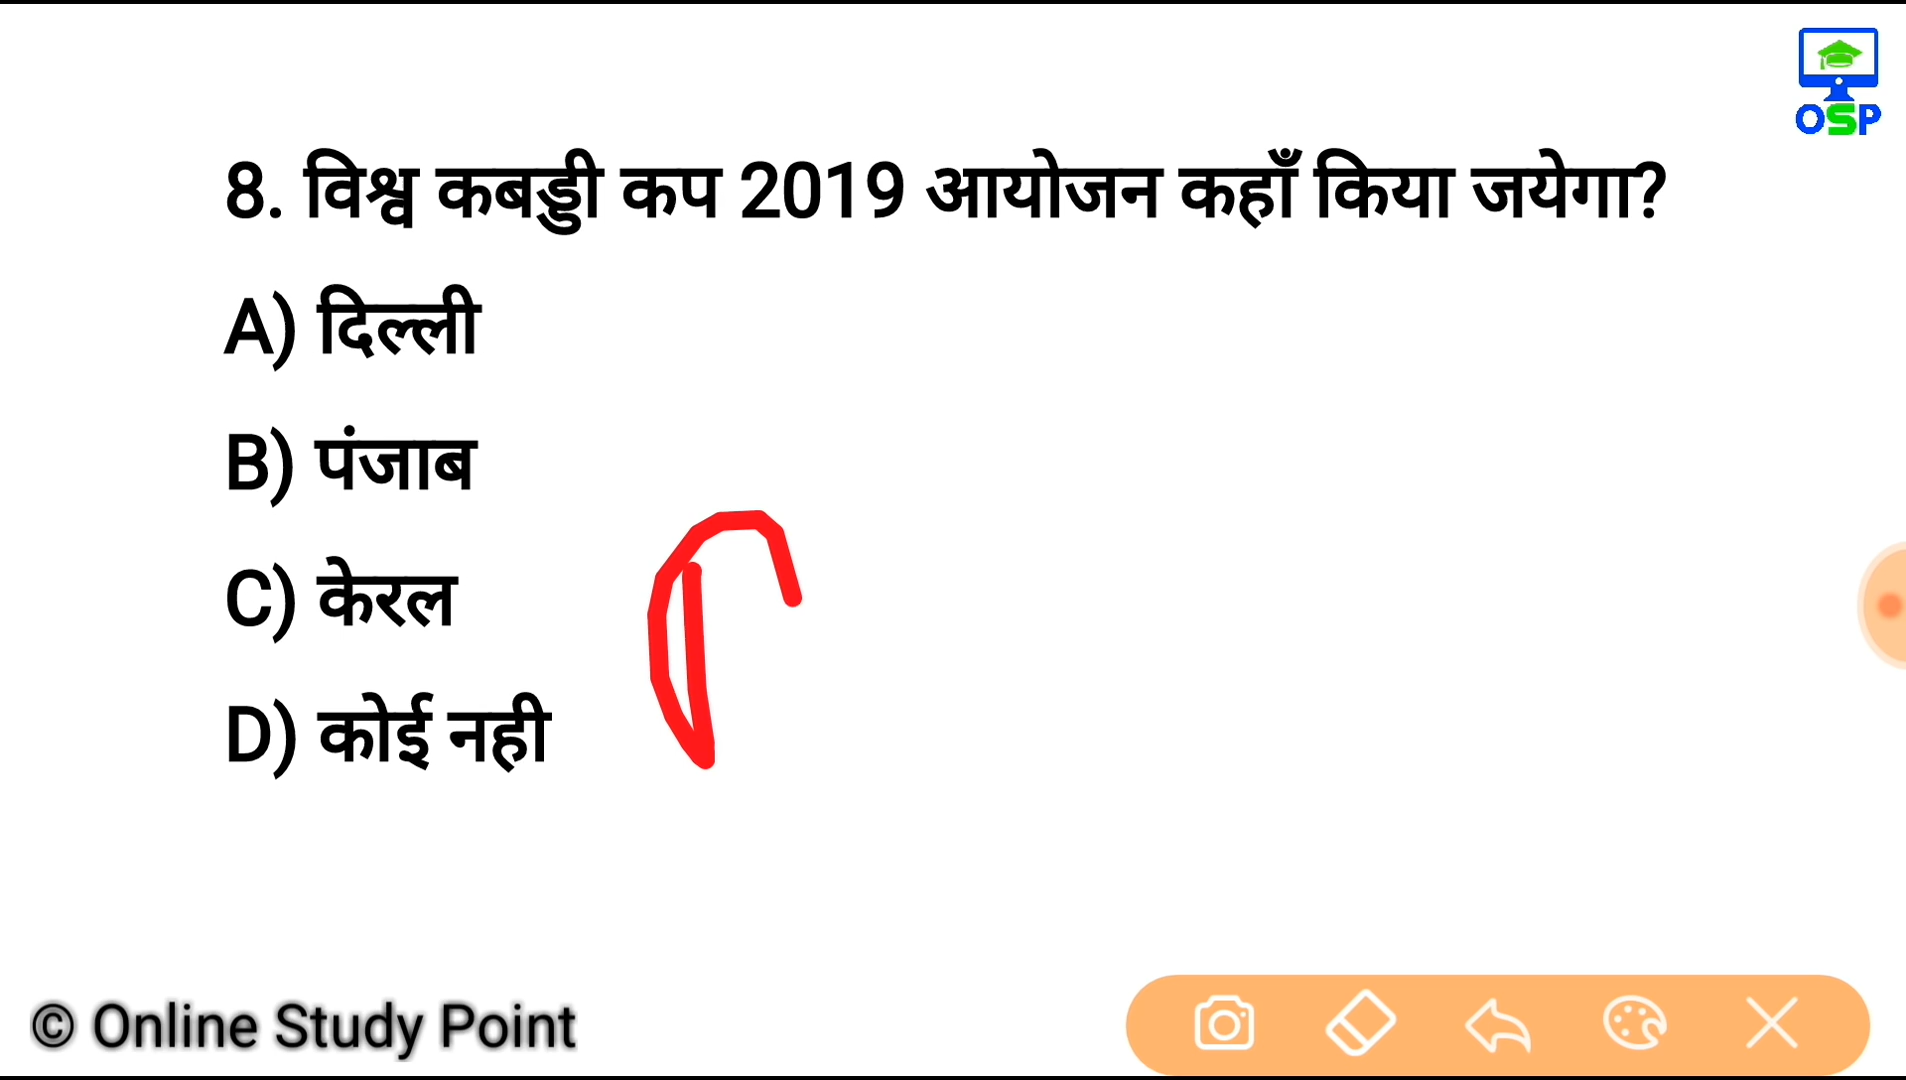 OSP
8. विश्व कबड्डी कप 2019 आयोजन कहाँ किया जयेगा?
A) दिल्ली
B) पंजाब
C) केरल
D) कोई नही
© Online Study Point